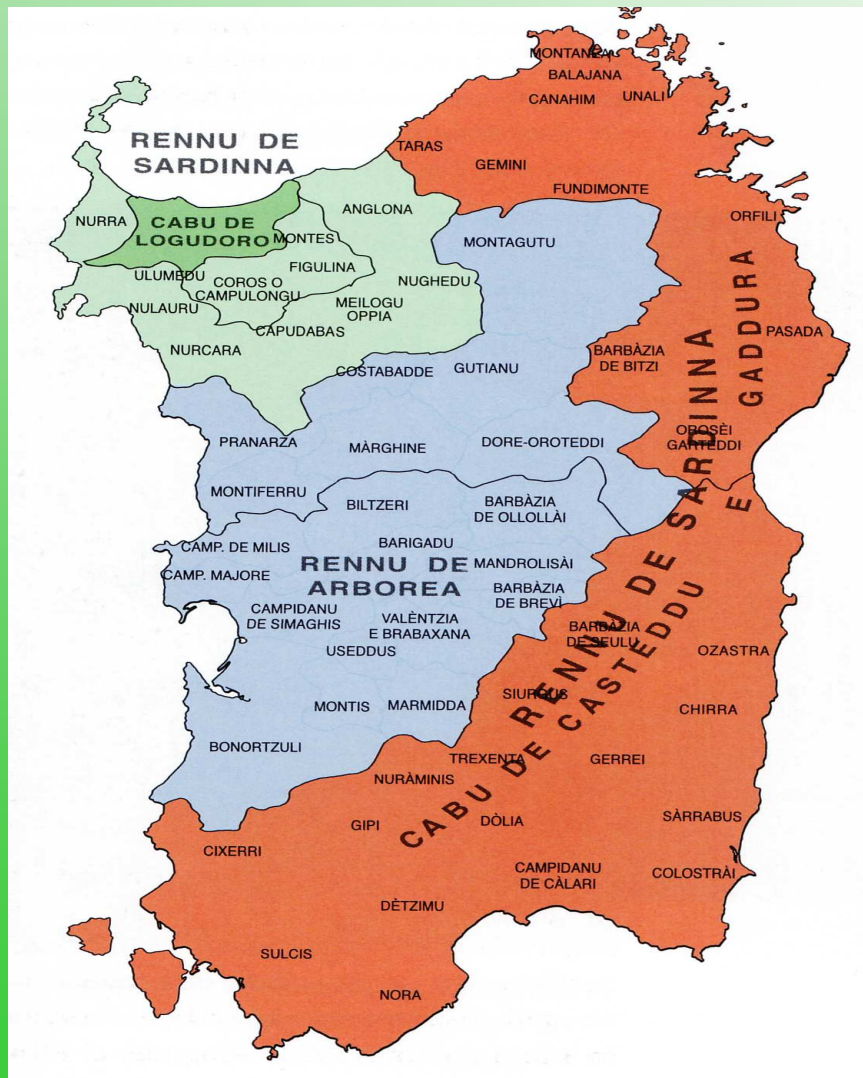 MONTANEA
BALAJANA
CANAHIM
UNALI
RENNU DE
SARDINNA
TARAS
GEMINI
FUNDIMONTE
ANGLONA
ORFILI
NURRA
CABU DE
LOGUDORO
MONTES
MONTAGUTU
FIGULINA
ULUMEDU
COROS O
CAMPULONGU
NUGHEDU
NULAURU
MEILOGU
OPPIA
CAPUDABAS
PASADA
NURCARA
BARBÀZIA
DE BITZI
COSTABADDE
GUTIANU
RENNU DE SARDINNA
CABU DE CASTEDDU E GADDURA
OROSÈI
GARTEDDI
PRANARZA
MÀRGHINE
DORE-OROTEDDI
MONTIFERRU
BILTZERI
BARBÀZIA
DE OLLOLLÀI
CAMP. DE MILIS
BARIGADU
RENNU DE
ARBOREA
MANDROLISÀI
CAMP. MAJORE
BARBÀZIA
DE BREVÌ
CAMPIDANU
DE SIMAGHIS
VALÈNTZIA
E BRABAXANA
BARBÀZIA
DE SEULU
USEDDUS
OZASTRA
SIURGUS
MONTIS
MARMIDDA
CHIRRA
BONORTZULI
TREXENTA
GERREI
NURÀMINIS
GIPI
DÒLIA
SÀRRABUS
CIXERRI
CAMPIDANU
DE CÀLARI
COLOSTRÀI
DÈTZIMU
SULCIS
NORA